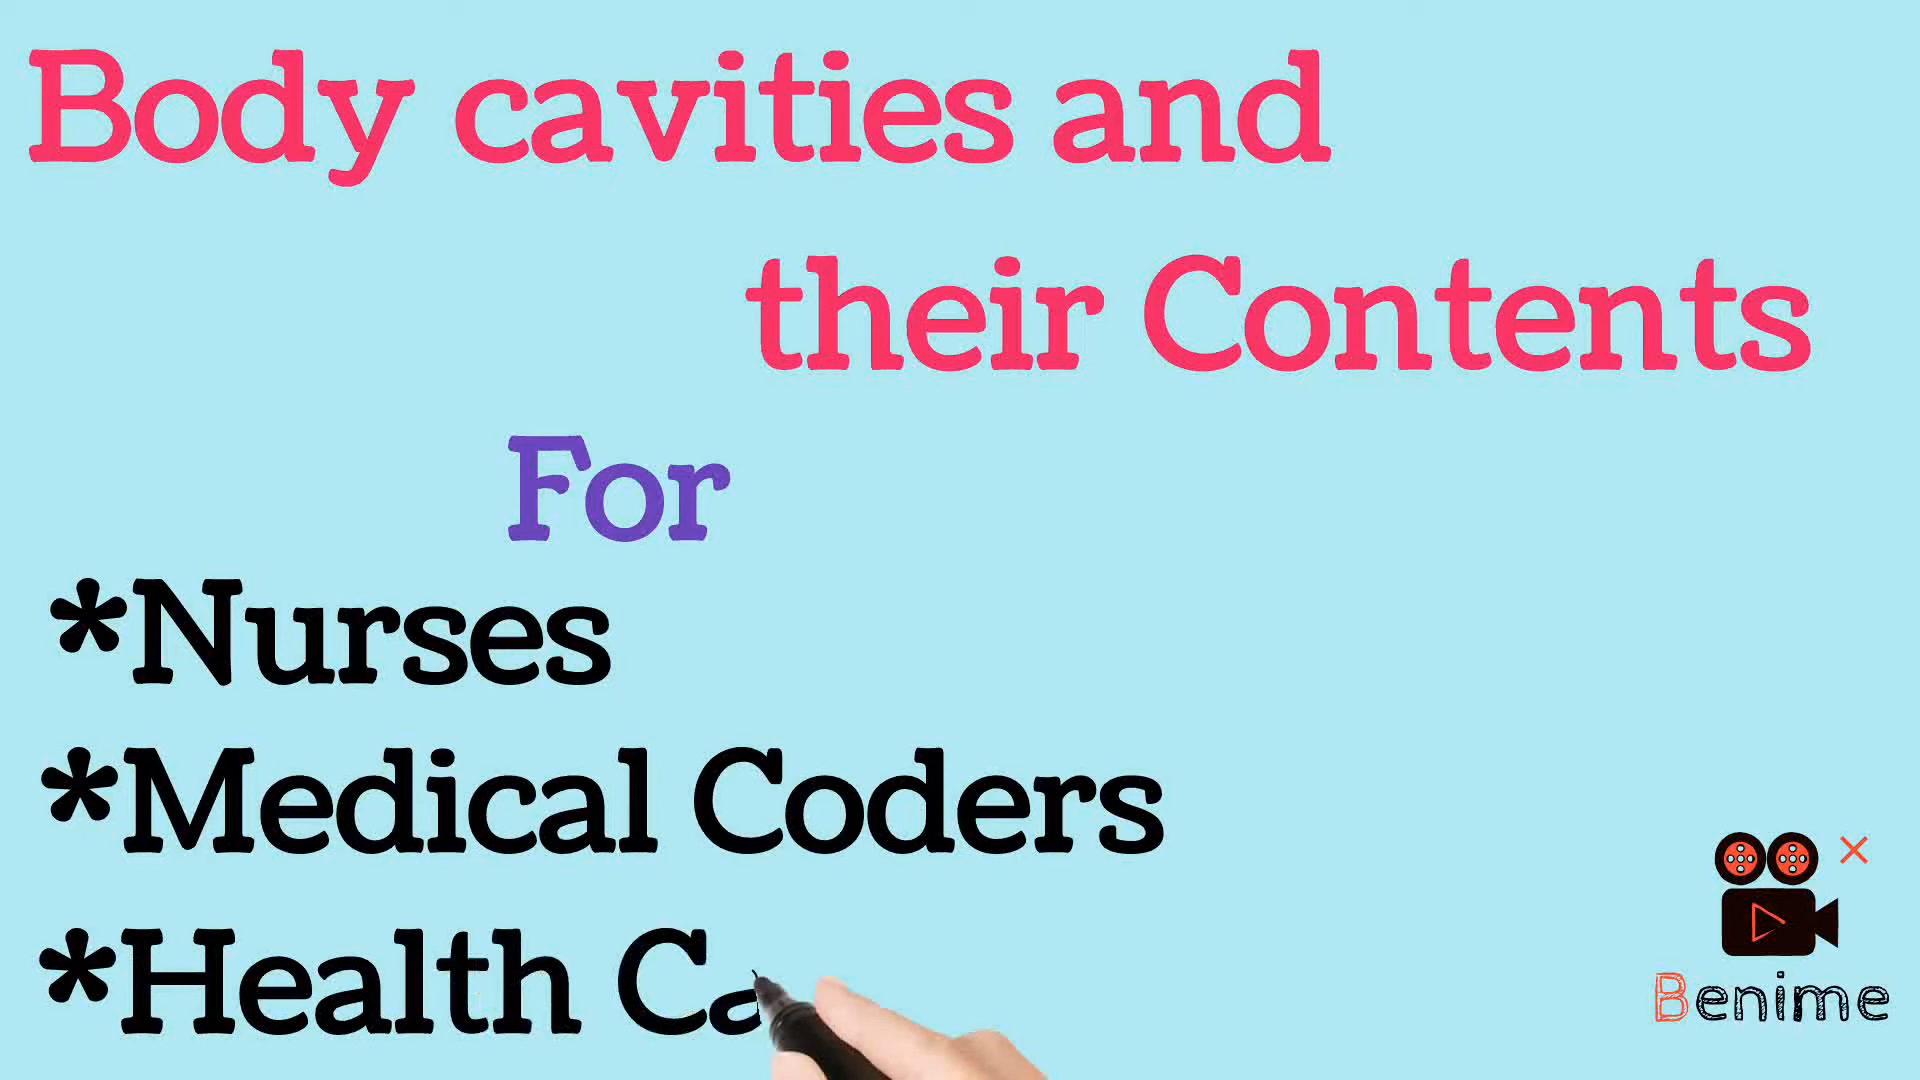 Body cavities and
their Contents
For
*Nurses
*Medical Coders
*Health Ca
Benime